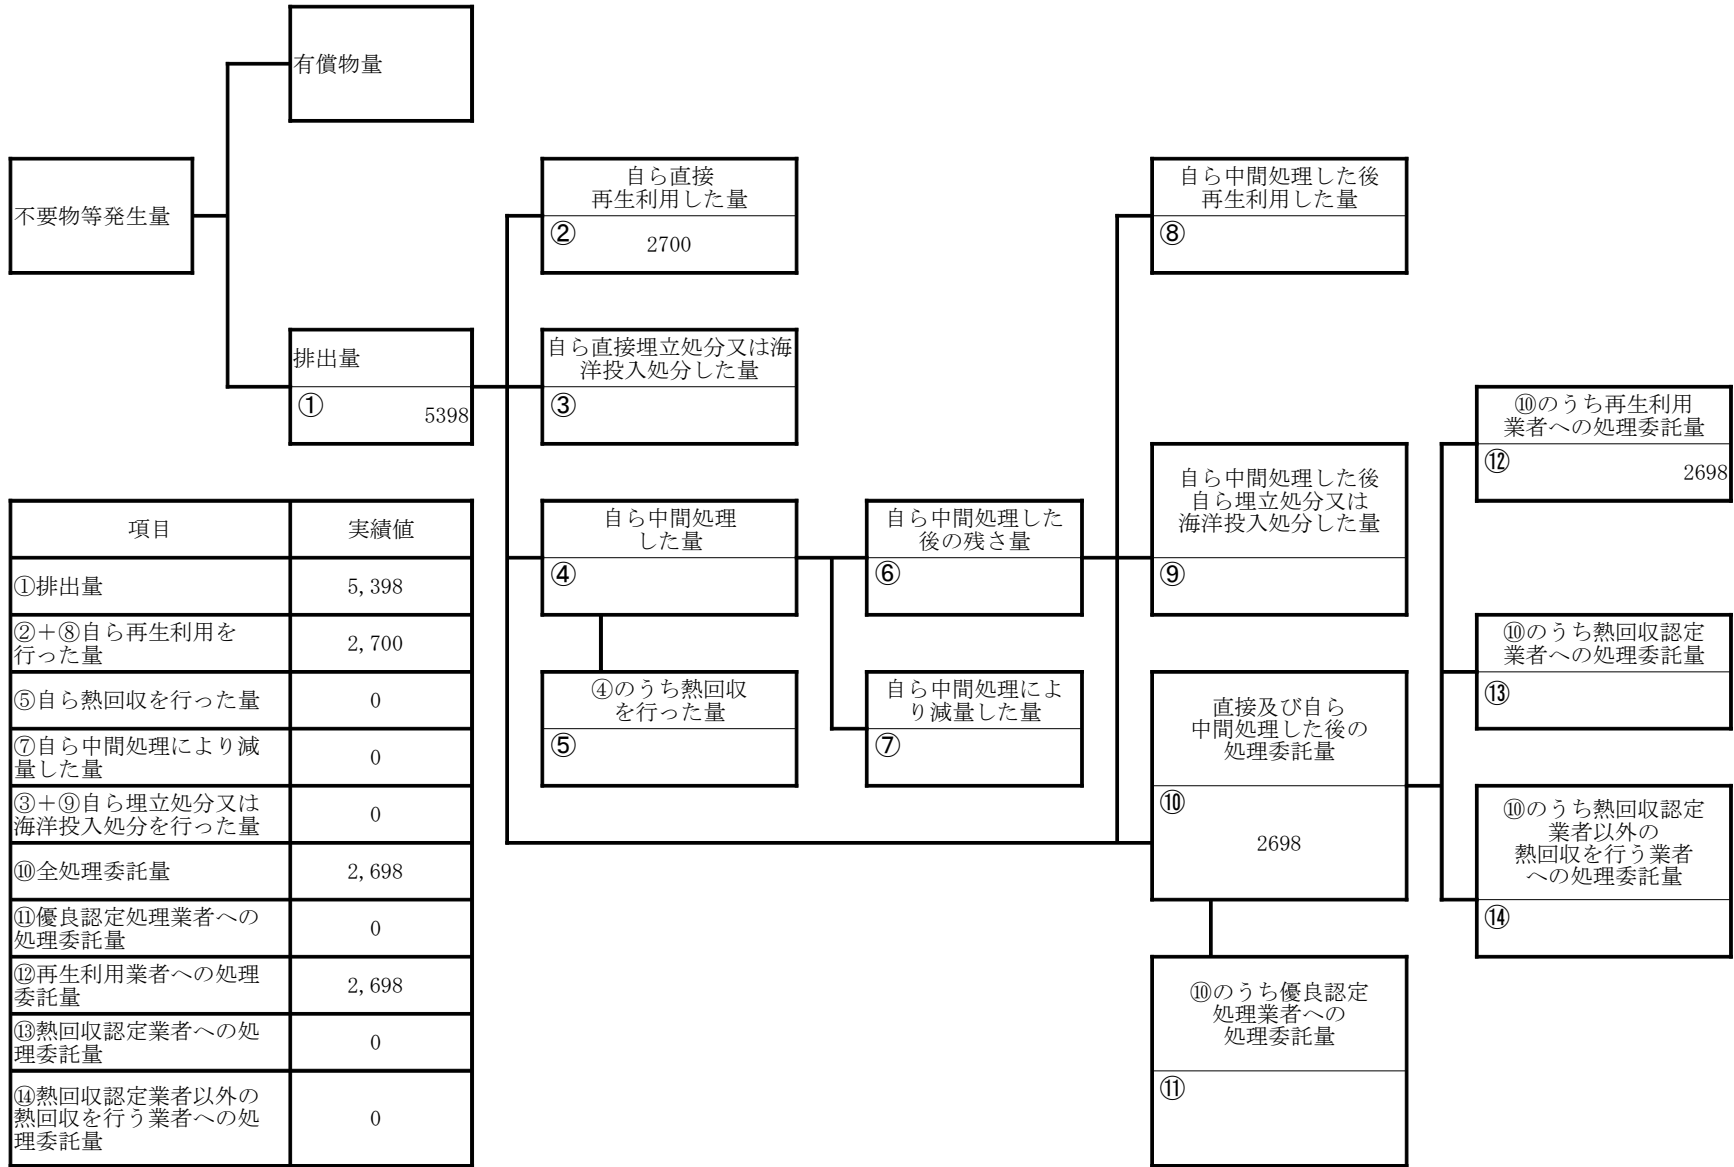 有償物量
不要物等発生量
排出量
①
5398
自ら直接
再生利用した量
②
2700
自ら直接埋立処分又は海
洋投入処分した量
③
自ら中間処理
した量
④
④のうち熱回収
を行った量
⑤
自ら中間処理した
後の残さ量
⑥
自ら中間処理によ
り減量した量
⑦
自ら中間処理した後
再生利用した量
⑧
自ら中間処理した後
自ら埋立処分又は
海洋投入処分した量
⑨
直接及び自ら
中間処理した後の
処理委託量
⑩
2698
⑩のうち優良認定
処理業者への
処理委託量
⑪
⑩のうち再生利用
業者への処理委託量
⑫
2698
⑩のうち熱回収認定
業者への処理委託量
⑬
⑩のうち熱回収認定
業者以外の
熱回収を行う業者
への処理委託量
⑭
項目 実績値
①排出量 5,398
②+⑧自ら再生利用を
行った量 2,700
⑤自ら熱回収を行った量 0
⑦自ら中間処理により減
量した量 0
③+⑨自ら埋立処分又は
海洋投入処分を行った量 0
⑩全処理委託量 2,698
⑪優良認定処理業者への
処理委託量 0
⑫再生利用業者への処理
委託量 2,698
⑬熱回収認定業者への処
理委託量 0
⑭熱回収認定業者以外の
熱回収を行う業者への処
理委託量 0